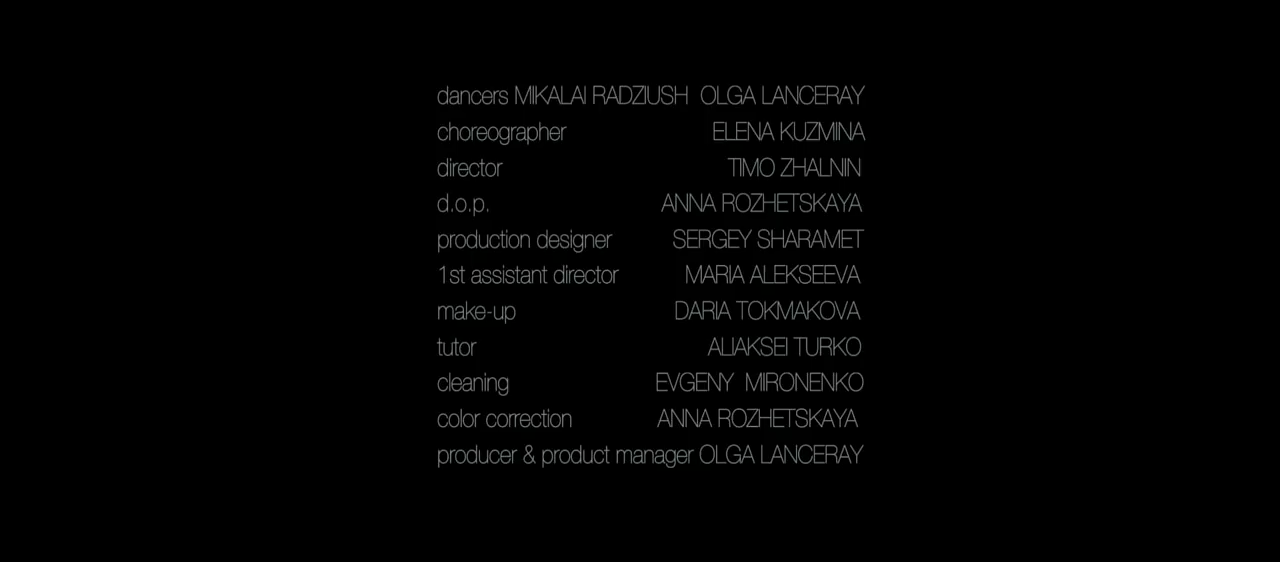 dancers MIKALAI RADZIUSH OLGA LANCERAY
choreographer ELENA KUZMINA
director TIMO ZHALNIN
d.o.p. ANNA ROZHETSKAYA
production designer SERGEY SHARAMET
1st assistant director MARIA ALEKSEEVA
make-up DARIA TOKMAKOVA
tutor ALIAKSEI TURKO
cleaning EVGENY MIRONENKO
color correction ANNA ROZHETSKAYA
producer & product manager OLGA LANCERAY